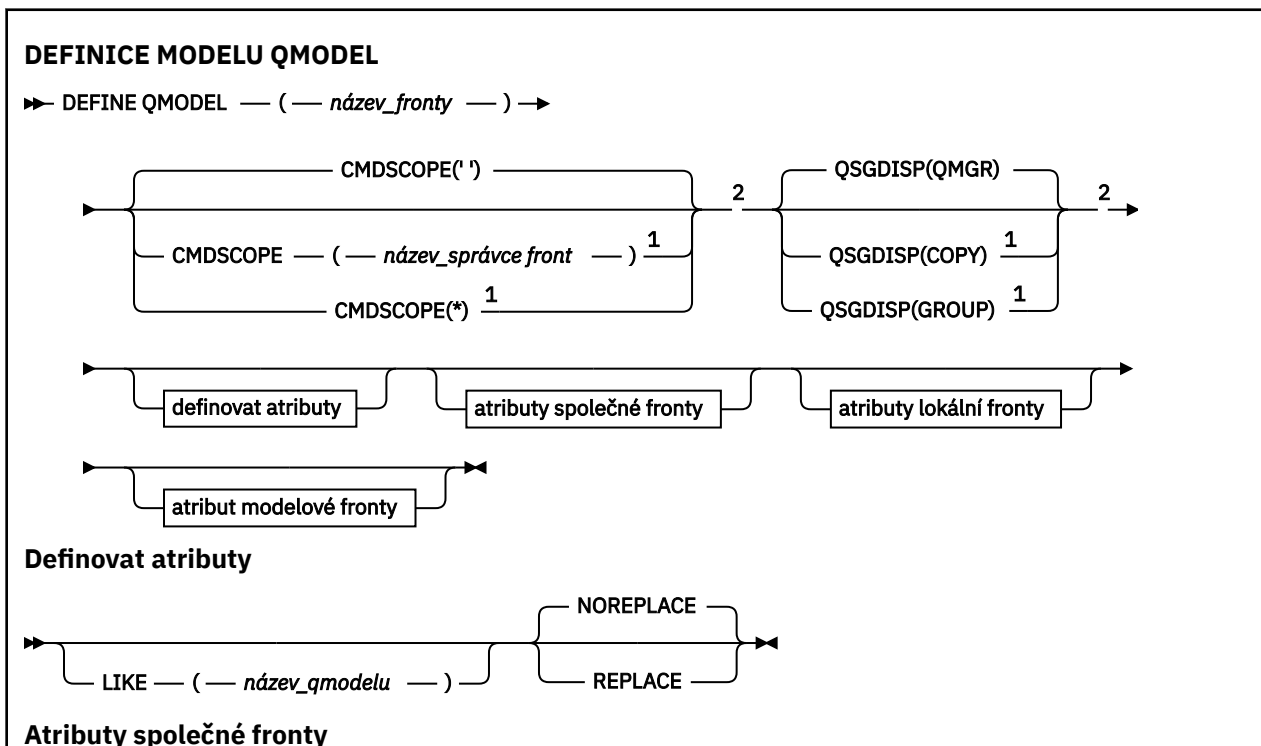 DEFINICE MODELU QMODEL
DEFINE QMODEL ( název_fronty )
CMDSCOPE(' ') QSGDISP(QMGR)
2 2
CMDSCOPE ( název_správce front ) 1 QSGDISP(COPY) 1
CMDSCOPE(*) 1 QSGDISP(GROUP) 1
definovat atributy atributy společné fronty atributy lokální fronty
atribut modelové fronty
Definovat atributy
NOREPLACE
LIKE ( název_qmodelu ) REPLACE
Atributy společné fronty